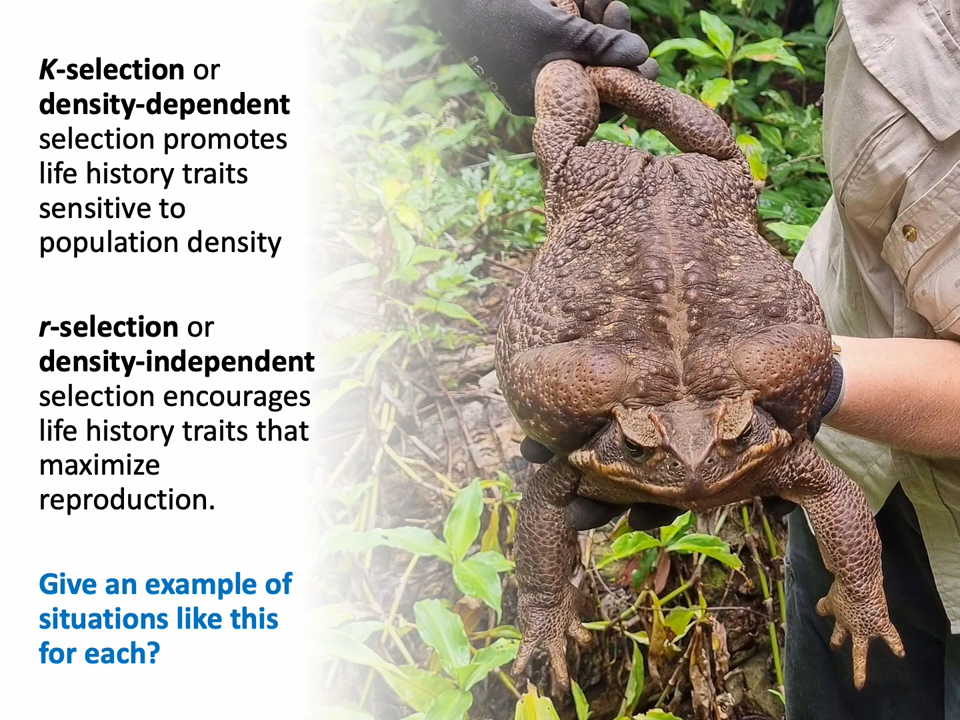 K-selection or
density-dependent
selection promotes
life history traits
sensitive to
population density
r-selection or
density-independent
selection encourages
life history traits that
maximize
reproduction.
Give an example of
situations like this
for each?